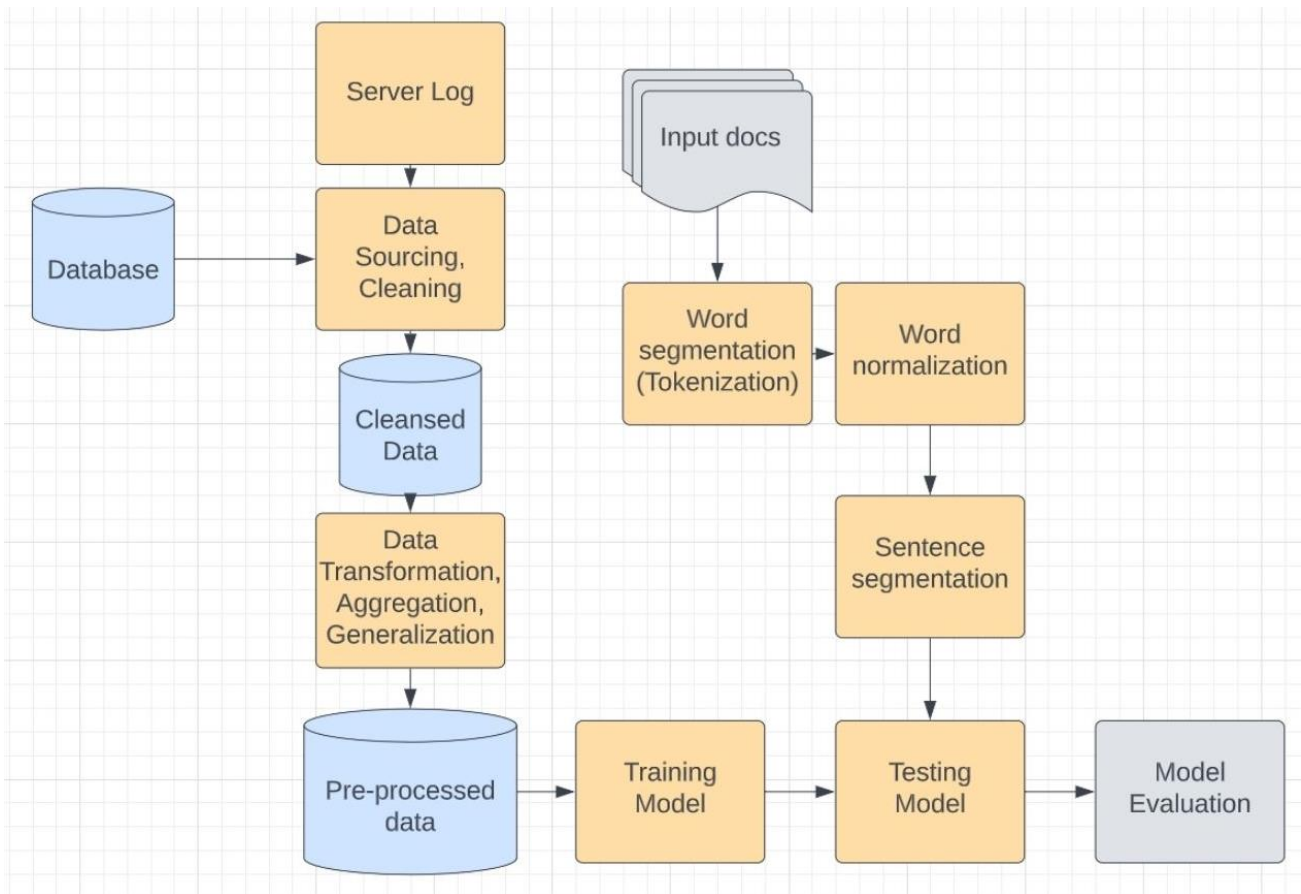 Server Log
Input docs
Database
Data
Sourcing,
Cleaning
Word
segmentation
(Tokenization)
Word
normalization
Cleansed
Data
Data
Transformation,
Aggregation,
Generalization
Sentence
segmentation
Pre-processed
data
Training
Model
Testing
Model
Model
Evaluation